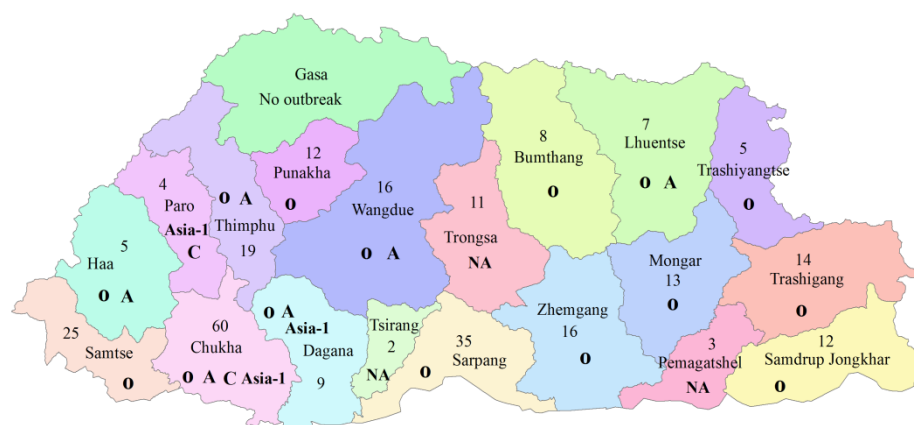 Gasa
No outbreak
12
Punakha
O
O A
Thimphu
19
4
Paro
Asia-1
C
5
Haa
O A
25
Samtse
O
60
Chukha
O A C Asia-1
O A
Asia-1
Dagana
9
16
Wangdue
O A
11
Trongsa
NA
Tsirang
2
NA
35
Sarpang
O
8
Bumthang
O
7
Lhuentse
O A
5
Trashiyangtse
O
Mongar
13
O
14
Trashigang
O
Zhemgang
16
O
3
Pemagatshel
NA
12
Samdrup Jongkhar
O